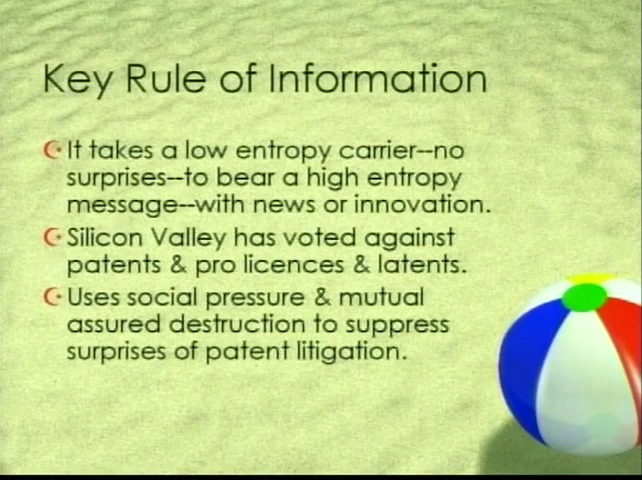 Key Rule of Information
It takes a low entropy carrier--no
surprises--to bear a high entropy
message--with news or innovation.
Silicon Valley has voted against
patents & pro licences & latents.
Uses social pressure & mutual
assured destruction to suppress
surprises of patent litigation.